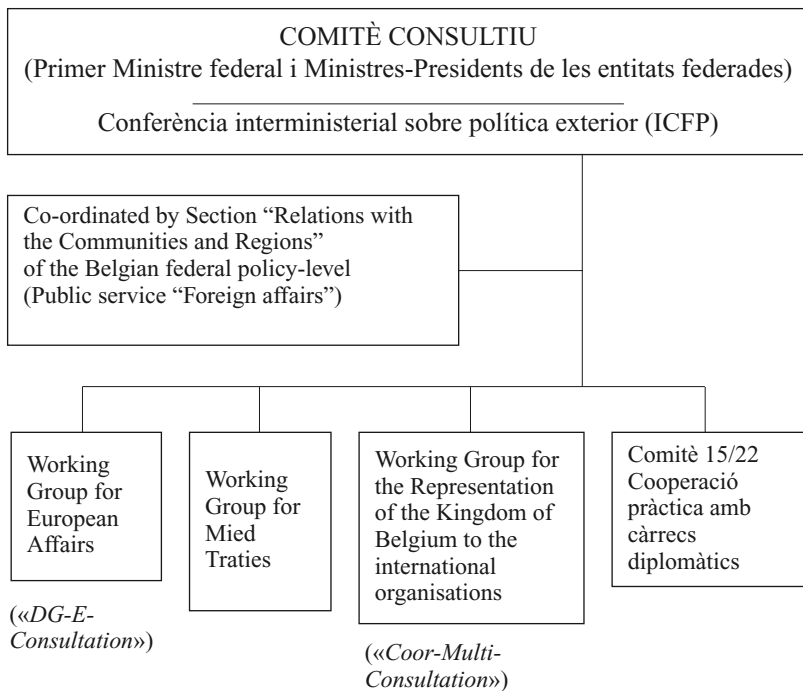 COMITÈ CONSULTIU
(Primer Ministre federal i Ministres-Presidents de les entitats federades)
Conferència interministerial sobre política exterior (ICFP)
Co-ordinated by Section “Relations with
the Communities and Regions”
of the Belgian federal policy-level
(Public service “Foreign affairs”)
Working
Group for
European
Affairs
(«DG-E-
Consultation»)
Working
Group for
Mied
Traties
Working Group for
the Representation
of the Kingdom of
Belgium to the
international
organisations
(«Coor-Multi-
Consultation»)
Comitè 15/22
Cooperació
pràctica amb
càrrecs
diplomàtics